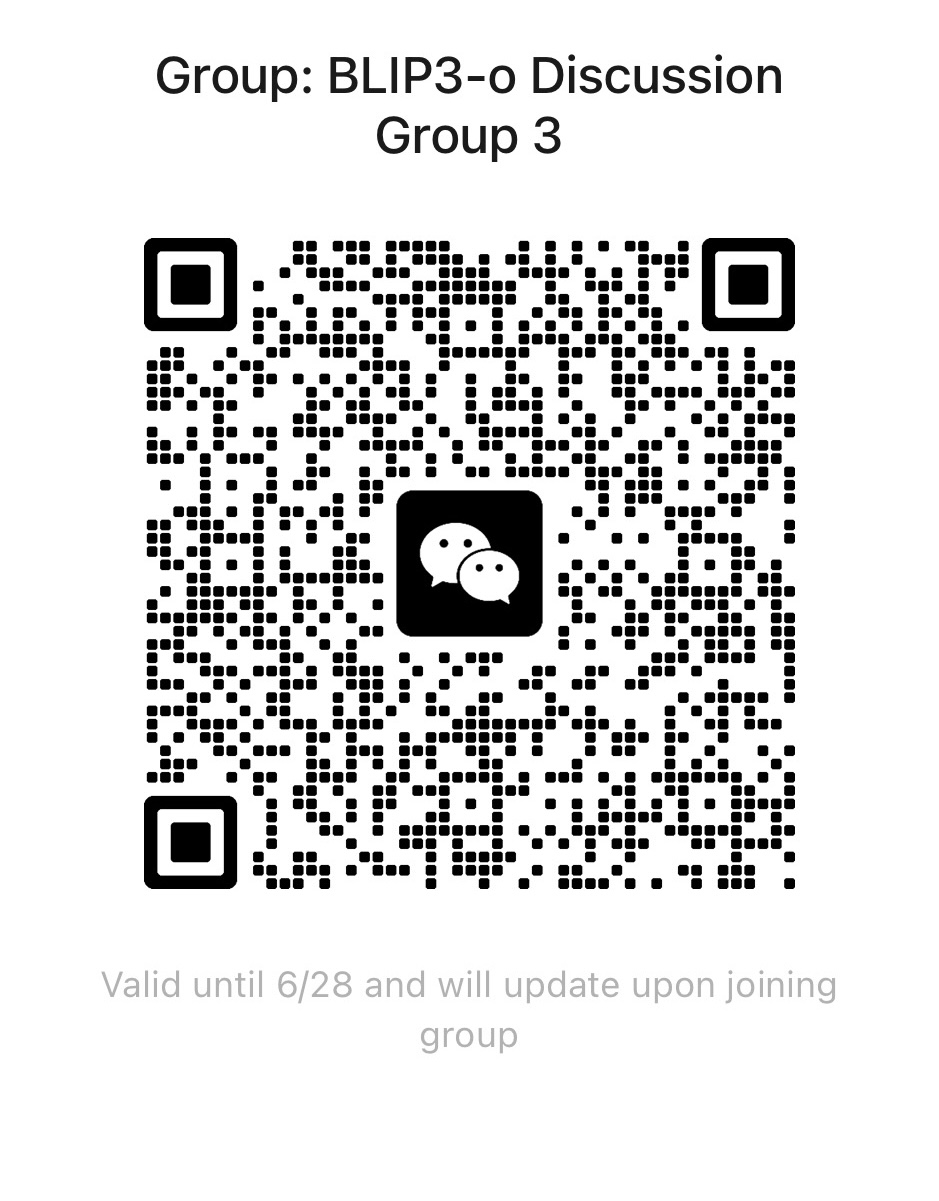 Group: BLIP3-o Discussion
Group 3
Valid until 6/28 and will update upon joining
group